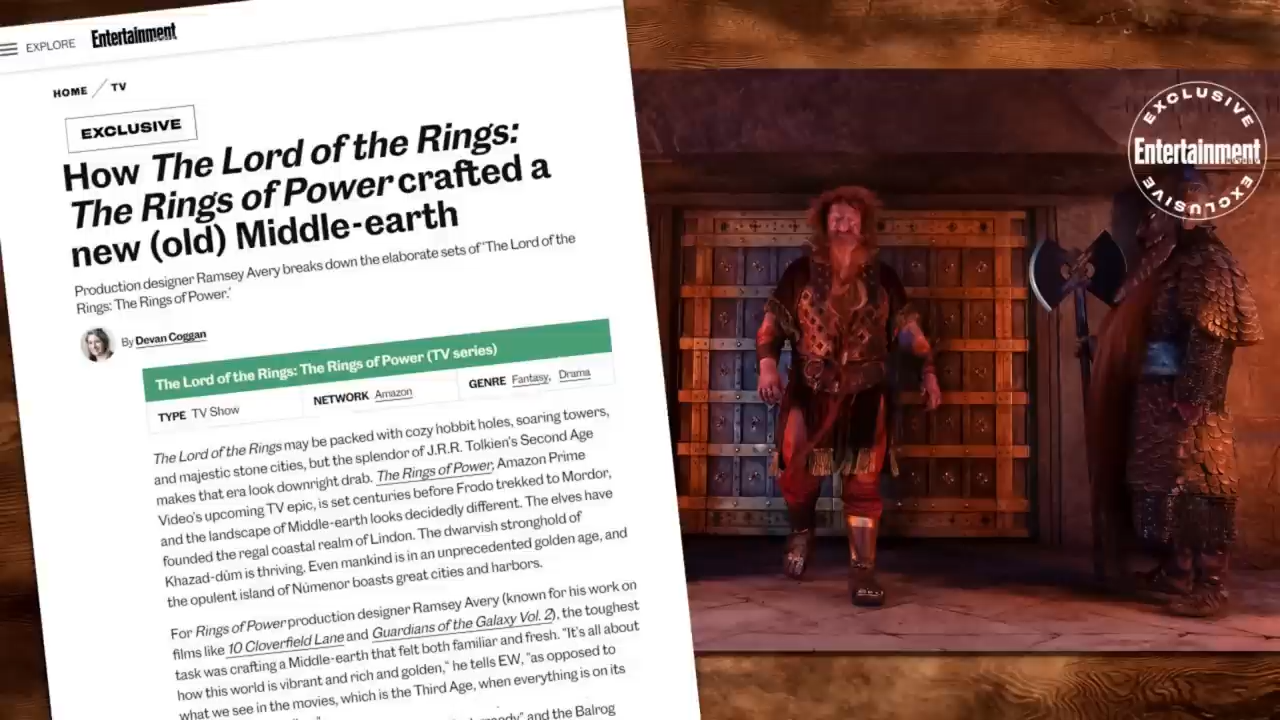 EXPLORE Entertainment
HOME / TV
EXCLUSIVE
How The Lord of the Rings:
The Rings of Power crafted a
new (old) Middle-earth
Production designer Ramsey Avery breaks down the elaborate sets of 'The Lord of the
Rings: The Rings of Power.'
By Devan Coggan
The Lord of the Rings: The Rings of Power (TV series)
TYPE TV Show NETWORK Amazon GENRE Fantasy, Drama
The Lord of the Rings may be packed with cozy hobbit holes, soaring towers,
and majestic stone cities, but the splendor of J.R.R. Tolkien's Second Age
makes that era look downright drab. The Rings of Power, Amazon Prime
Video's upcoming TV epic, is set centuries before Frodo trekked to Mordor,
and the landscape of Middle-earth looks decidedly different. The elves have
founded the regal coastal realm of Lindon. The dwarvish stronghold of
Khazad-dûm is thriving. Even mankind is in an unprecedented golden age, and
the opulent island of Númenor boasts great cities and harbors.
For Rings of Power production designer Ramsey Avery (known for his work on
films like 10 Cloverfield Lane and Guardians of the Galaxy Vol. 2), the toughest
task was crafting a Middle-earth that felt both familiar and fresh. "It's all about
how this world is vibrant and rich and golden," he tells EW, "as opposed to
what we see in the movies, which is the Third Age, when everything is on its
and the Balrog
EXCLUSIVE
Entertainment
EXCLUSIVE